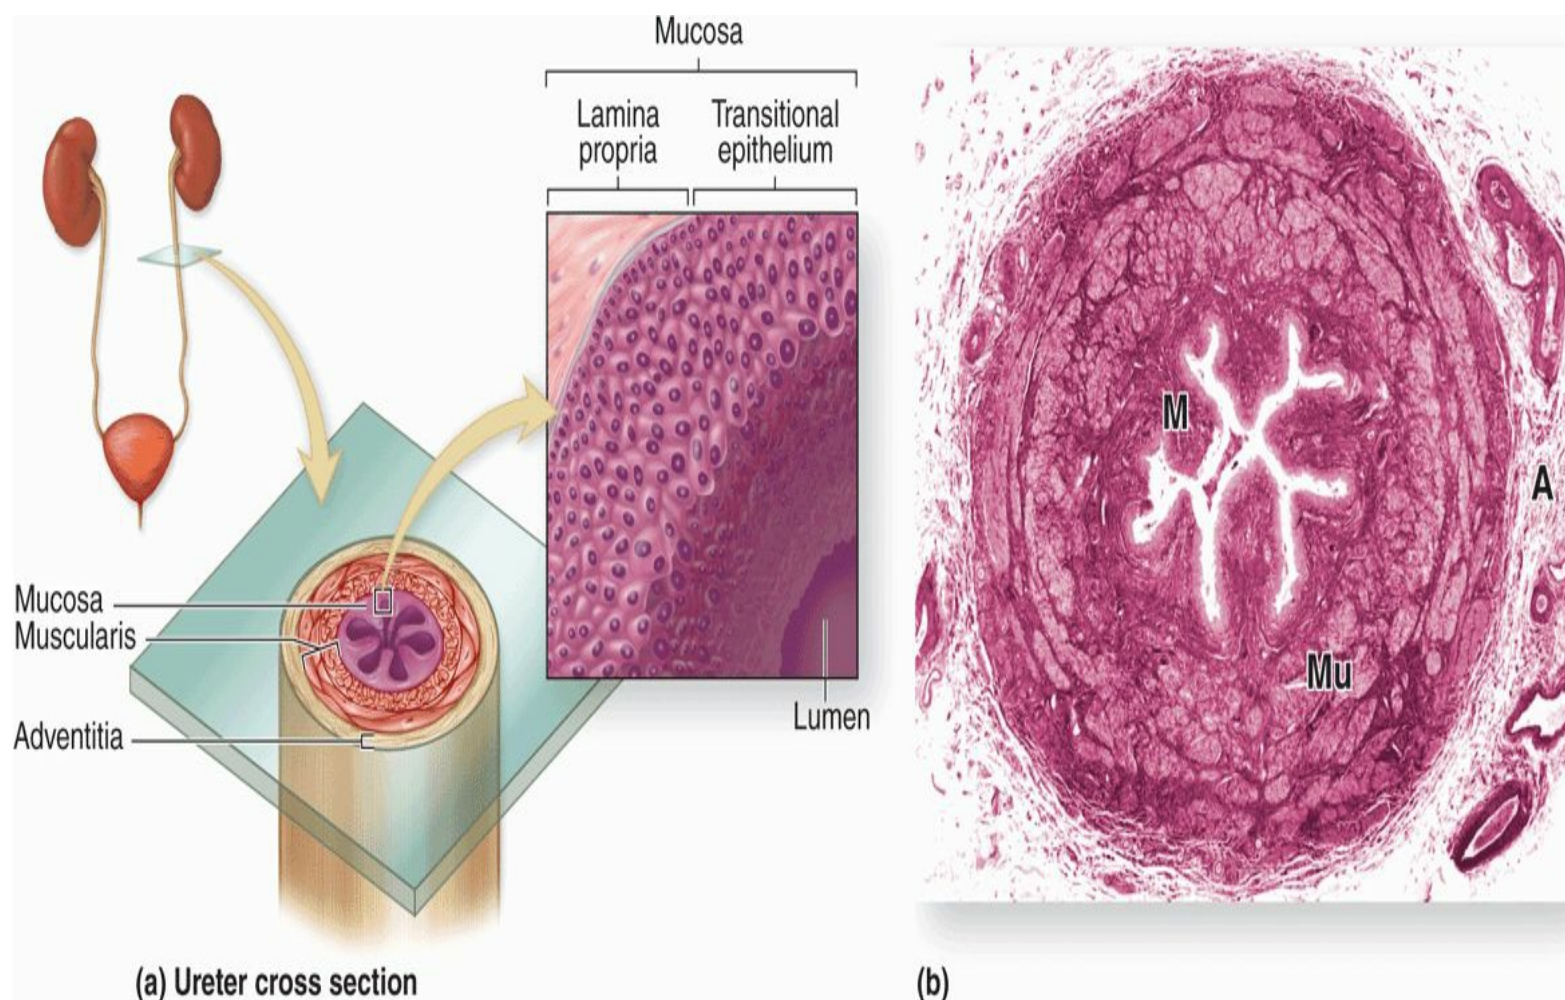 Mucosa
Lamina
propria
Transitional
epithelium
Mucosa
Muscularis
Adventitia
Lumen
(a) Ureter cross section
M
A
Mu
(b)